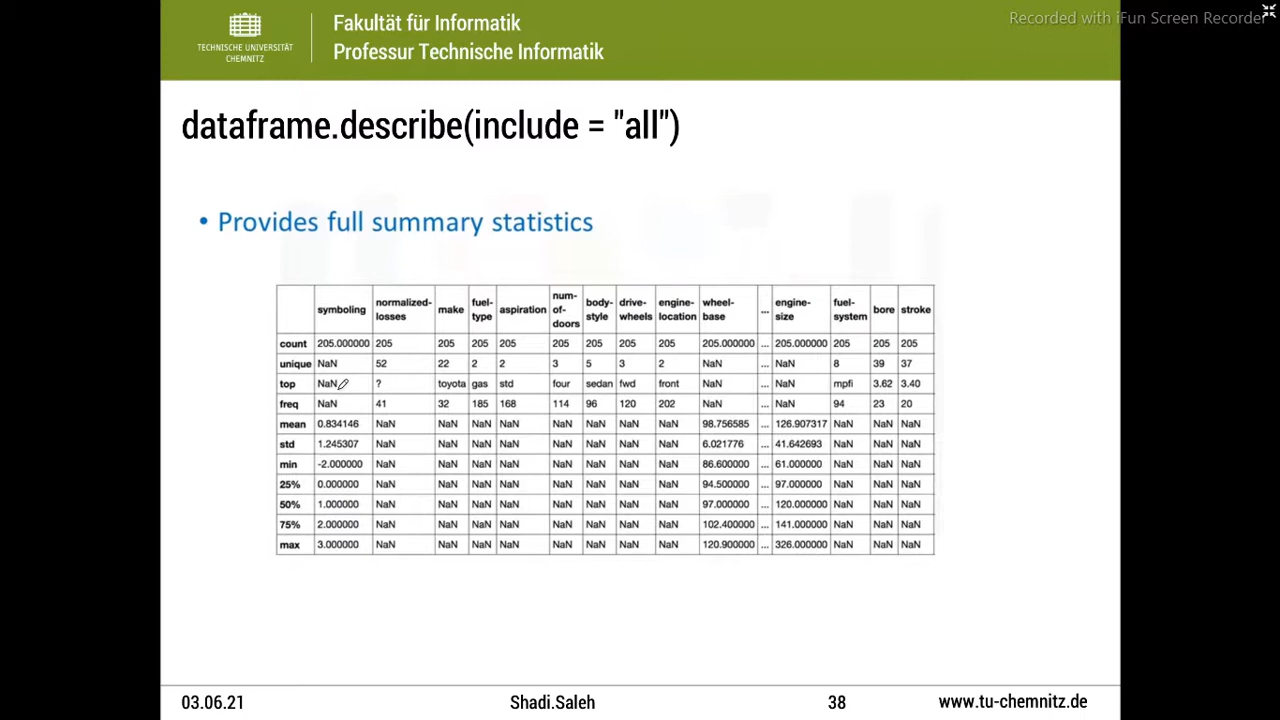 TECHNISCHE UNIVERSITÄT
CHEMNITZ
Fakultät für Informatik
Professur Technische Informatik
Recorded with iFun Screen Recorder
dataframe.describe(include = "all")
• Provides full summary statistics
symboling normalized-losses make fuel-type aspiration num-of-doors body-style drive-wheels engine-location wheel-base ... engine-size fuel-system bore stroke
count 205.000000 205 205 205 205 205 205 205 205 205.000000 ... 205.000000 205 205 205
unique NaN 52 22 2 2 3 5 3 2 NaN ... NaN 8 39 37
top NaN ? toyota gas std four sedan fwd front NaN ... NaN mpfi 3.62 3.40
freq NaN 41 32 185 168 114 96 120 202 NaN ... NaN 94 23 20
mean 0.834146 NaN NaN NaN NaN NaN NaN NaN NaN 98.756585 ... 126.907317 NaN NaN NaN
std 1.245307 NaN NaN NaN NaN NaN NaN NaN NaN 6.021776 ... 41.642693 NaN NaN NaN
min -2.000000 NaN NaN NaN NaN NaN NaN NaN NaN 86.600000 ... 61.000000 NaN NaN NaN
25% 0.000000 NaN NaN NaN NaN NaN NaN NaN NaN 94.500000 ... 97.000000 NaN NaN NaN
50% 1.000000 NaN NaN NaN NaN NaN NaN NaN NaN 97.000000 ... 120.000000 NaN NaN NaN
75% 2.000000 NaN NaN NaN NaN NaN NaN NaN NaN 102.400000 ... 141.000000 NaN NaN NaN
max 3.000000 NaN NaN NaN NaN NaN NaN NaN NaN 120.900000 ... 326.000000 NaN NaN NaN
03.06.21 Shadi.Saleh 38 www.tu-chemnitz.de